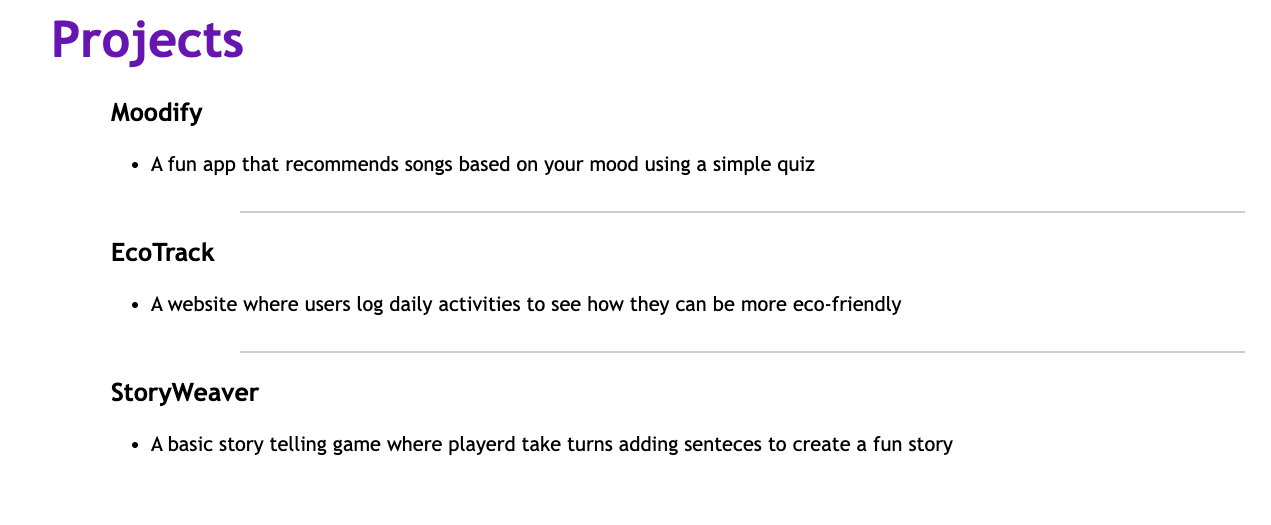 Projects
Moodify
• A fun app that recommends songs based on your mood using a simple quiz
EcoTrack
• A website where users log daily activities to see how they can be more eco-friendly
StoryWeaver
• A basic story telling game where playerd take turns adding senteces to create a fun story